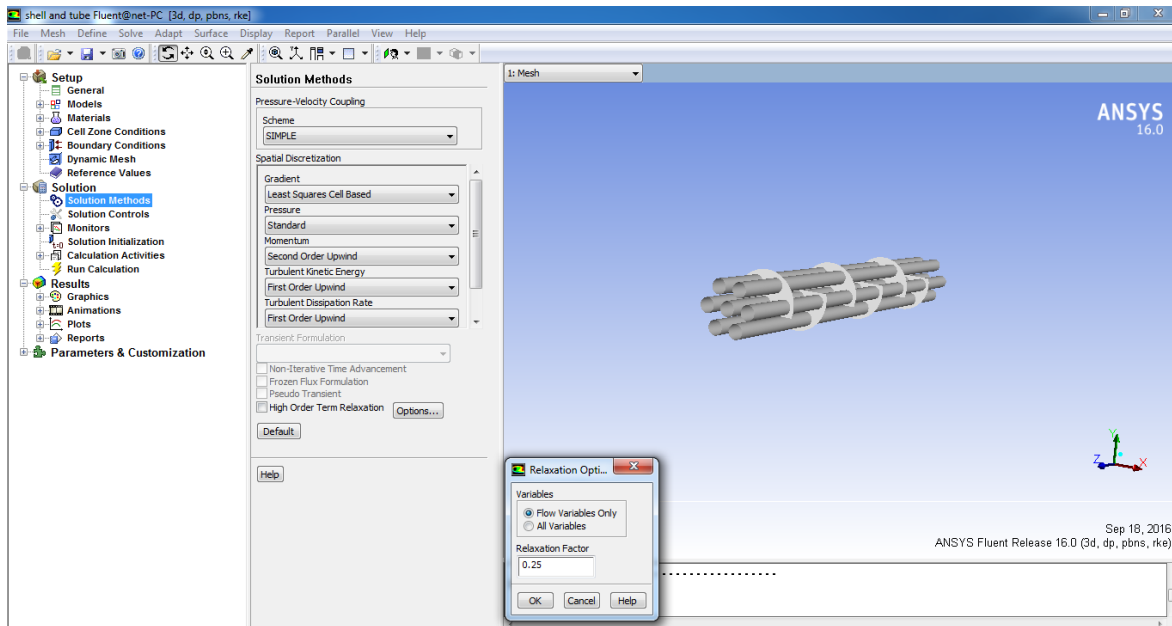 shell and tube Fluent@net-PC [3d, dp, pbns, rke]
File Mesh Define Solve Adapt Surface Display Report Parallel View Help
Setup
General
Models
Materials
Cell Zone Conditions
Boundary Conditions
Dynamic Mesh
Reference Values
Solution
Solution Methods
Solution Controls
Monitors
Solution Initialization
Calculation Activities
Run Calculation
Results
Graphics
Animations
Plots
Reports
Parameters & Customization
Solution Methods
Pressure-Velocity Coupling
Scheme
SIMPLE
Spatial Discretization
Gradient
Least Squares Cell Based
Pressure
Standard
Momentum
Second Order Upwind
Turbulent Kinetic Energy
First Order Upwind
Turbulent Dissipation Rate
First Order Upwind
Transient Formulation
Non-Iterative Time Advancement
Frozen Flux Formulation
Pseudo Transient
High Order Term Relaxation Options...
Default
Help
1: Mesh
ANSYS
16.0
Y
Z X
Sep 18, 2016
ANSYS Fluent Release 16.0 (3d, dp, pbns, rke)
Relaxation Opti...
Variables
Flow Variables Only
All Variables
Relaxation Factor
0.25
OK Cancel Help